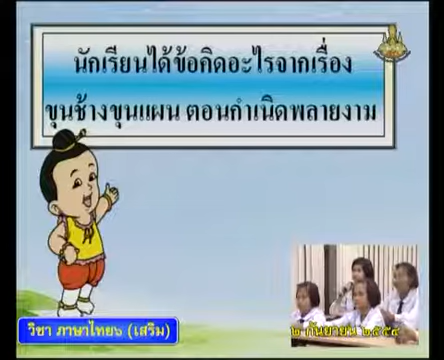 นักเรียนได้ข้อคิดอะไรจากเรื่อง
ขุนช้างขุนแผน ตอนกำเนิดพลายงาม
วิชา ภาษาไทย๖ (เสริม)
๒ กันยายน ๒๕๕๔